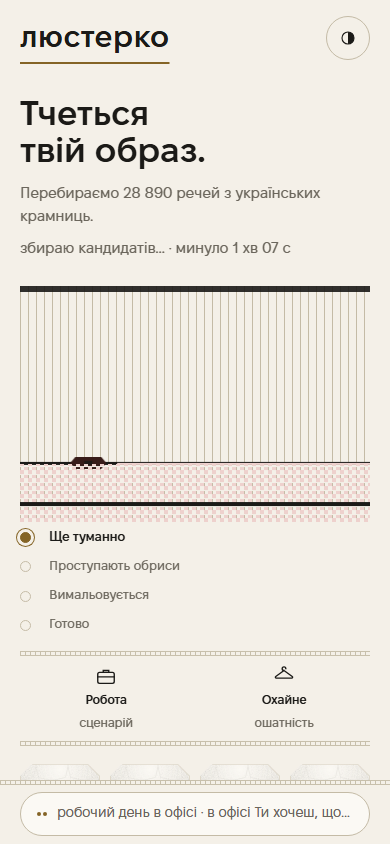 люстерко
Тчеться
твій образ.
Перебираємо 28 890 речей з українських
крамниць.
збираю кандидатів… · минуло 1 хв 07 с
Ще туманно
Проступають обриси
Вимальовується
Готово
Робота
Охайне
сценарій
ошатність
робочий день в офісі · в офісі Ти хочеш, що…